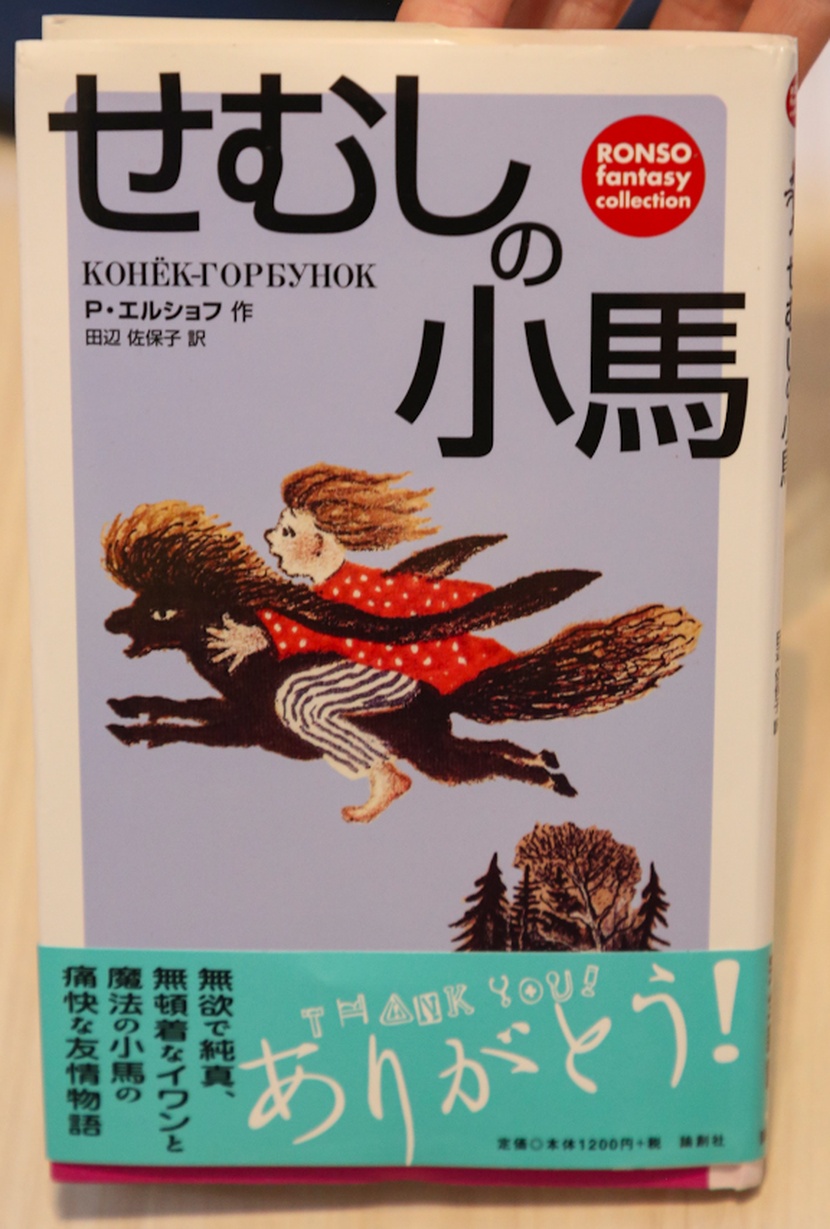 せむし
の
小馬
RONSO
fantasy
collection
КОНЁК-ГОРБУНОК
P・エルショフ 作
田辺 佐保子 訳
無欲で純真、
無頓着なイワンと
魔法の小馬の
痛快な友情物語
THANK YOU!
ありがとう!
定価○本体1200円+税 論創社